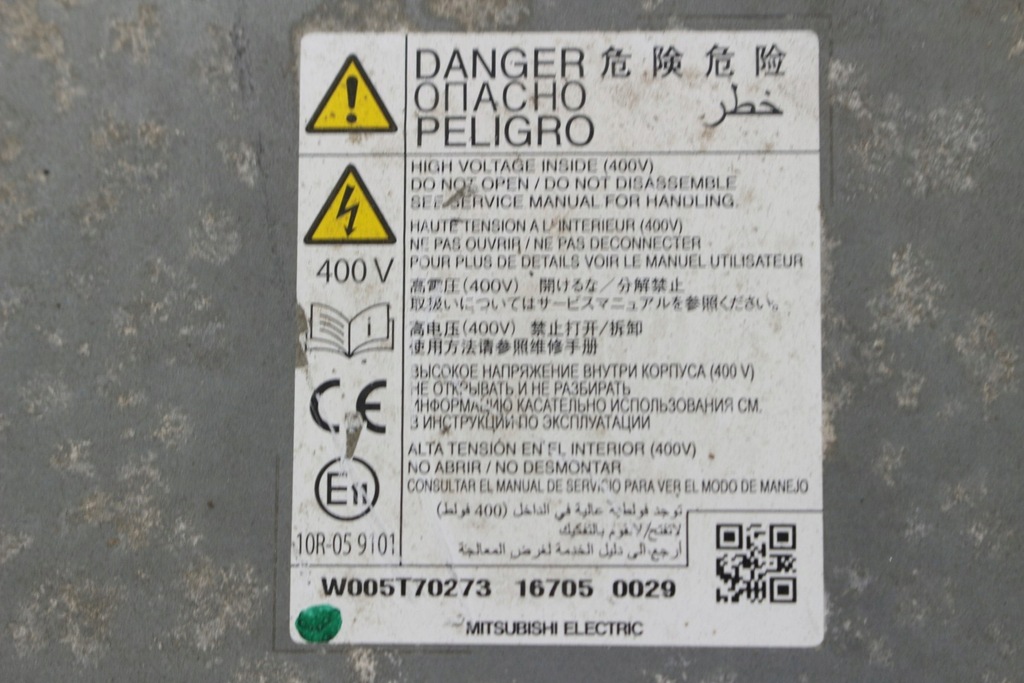 DANGER 危 険 危 险
ОПАСНО
خطر
PELIGRO
HIGH VOLTAGE INSIDE (400V)
DO NOT OPEN / DO NOT DISASSEMBLE
SEE SERVICE MANUAL FOR HANDLING.
HAUTE TENSION A L'INTERIEUR (400V)
NE PAS OUVRIR / NE PAS DECONNECTER
POUR PLUS DE DETAILS VOIR LE MANUEL UTILISATEUR
400 V
高電圧(400V) 開けるな／分解禁止
取扱いについてはサービスマニュアルを参照ください。
i
高电压(400V) 禁止打开/拆卸
使用方法请参照维修手册
ВЫСОКОЕ НАПРЯЖЕНИЕ ВНУТРИ КОРПУСА (400 V)
НЕ ОТКРЫВАТЬ И НЕ РАЗБИРАТЬ
ИНФОРМАЦИЮ КАСАТЕЛЬНО ИСПОЛЬЗОВАНИЯ СМ.
В ИНСТРУКЦИИ ПО ЭКСПЛУАТАЦИИ
CE
ALTA TENSIÓN EN EL INTERIOR (400V)
NO ABRIR / NO DESMONTAR
CONSULTAR EL MANUAL DE SERVICIO PARA VER EL MODO DE MANEJO
E11
توجد فولطية عالية في الداخل (400 فولط)
لاتفتح/لاتقوم بالتفكيك
أرجع الى دليل الخدمة لغرض المعالجة
10R-05 9101
W005T70273 16705 0029
MITSUBISHI ELECTRIC